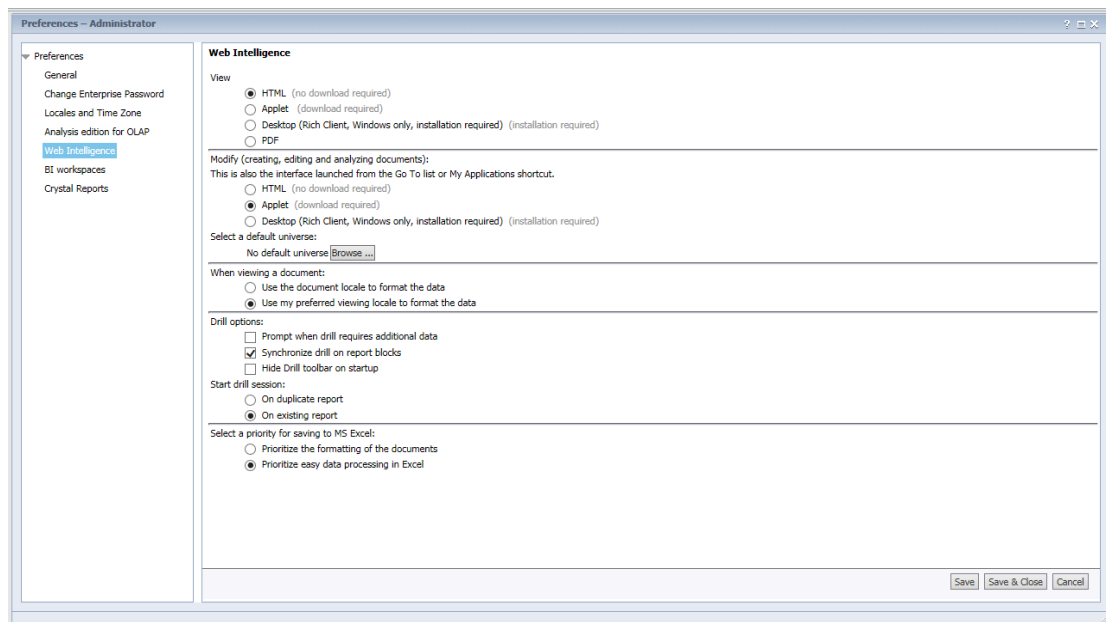 Preferences – Administrator
Preferences
General
Change Enterprise Password
Locales and Time Zone
Analysis edition for OLAP
Web Intelligence
BI workspaces
Crystal Reports
Web Intelligence
View
HTML (no download required)
Applet (download required)
Desktop (Rich Client, Windows only, installation required) (installation required)
PDF
Modify (creating, editing and analyzing documents):
This is also the interface launched from the Go To list or My Applications shortcut.
HTML (no download required)
Applet (download required)
Desktop (Rich Client, Windows only, installation required) (installation required)
Select a default universe:
No default universe Browse ...
When viewing a document:
Use the document locale to format the data
Use my preferred viewing locale to format the data
Drill options:
Prompt when drill requires additional data
Synchronize drill on report blocks
Hide Drill toolbar on startup
Start drill session:
On duplicate report
On existing report
Select a priority for saving to MS Excel:
Prioritize the formatting of the documents
Prioritize easy data processing in Excel
Save Save & Close Cancel